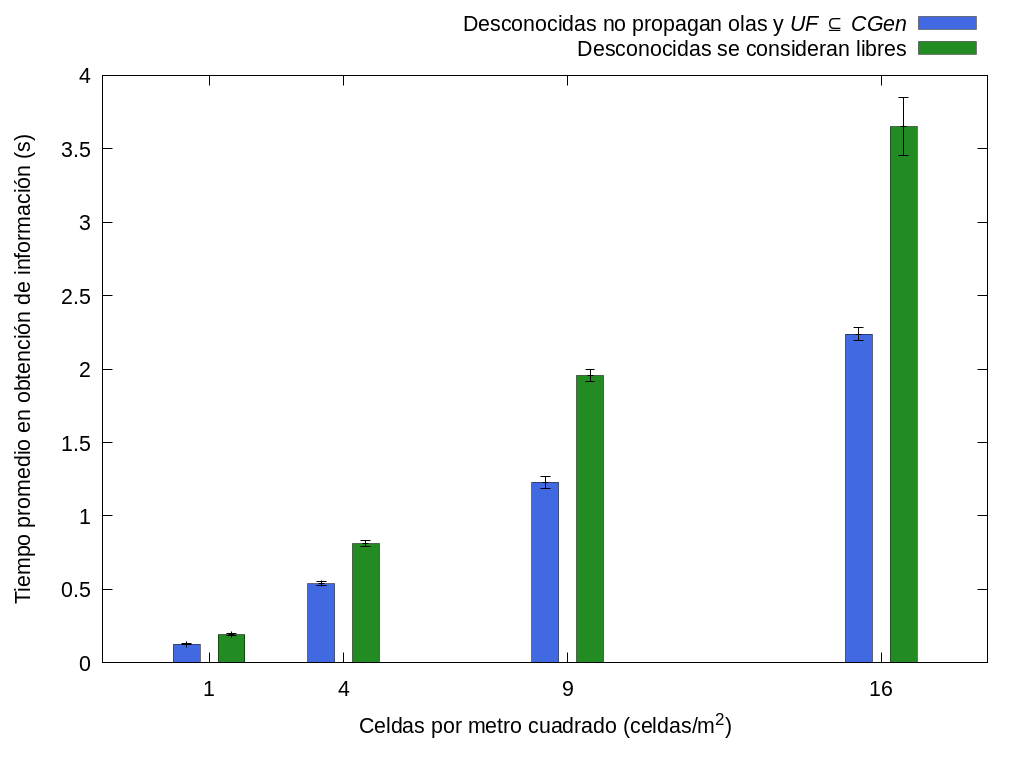 Desconocidas no propagan olas y UF ⊆ CGen
Desconocidas se consideran libres
4
3.5
3
2.5
2
1.5
1
0.5
0
Tiempo promedio en obtención de información (s)
1 4 9 16
Celdas por metro cuadrado (celdas/m²)